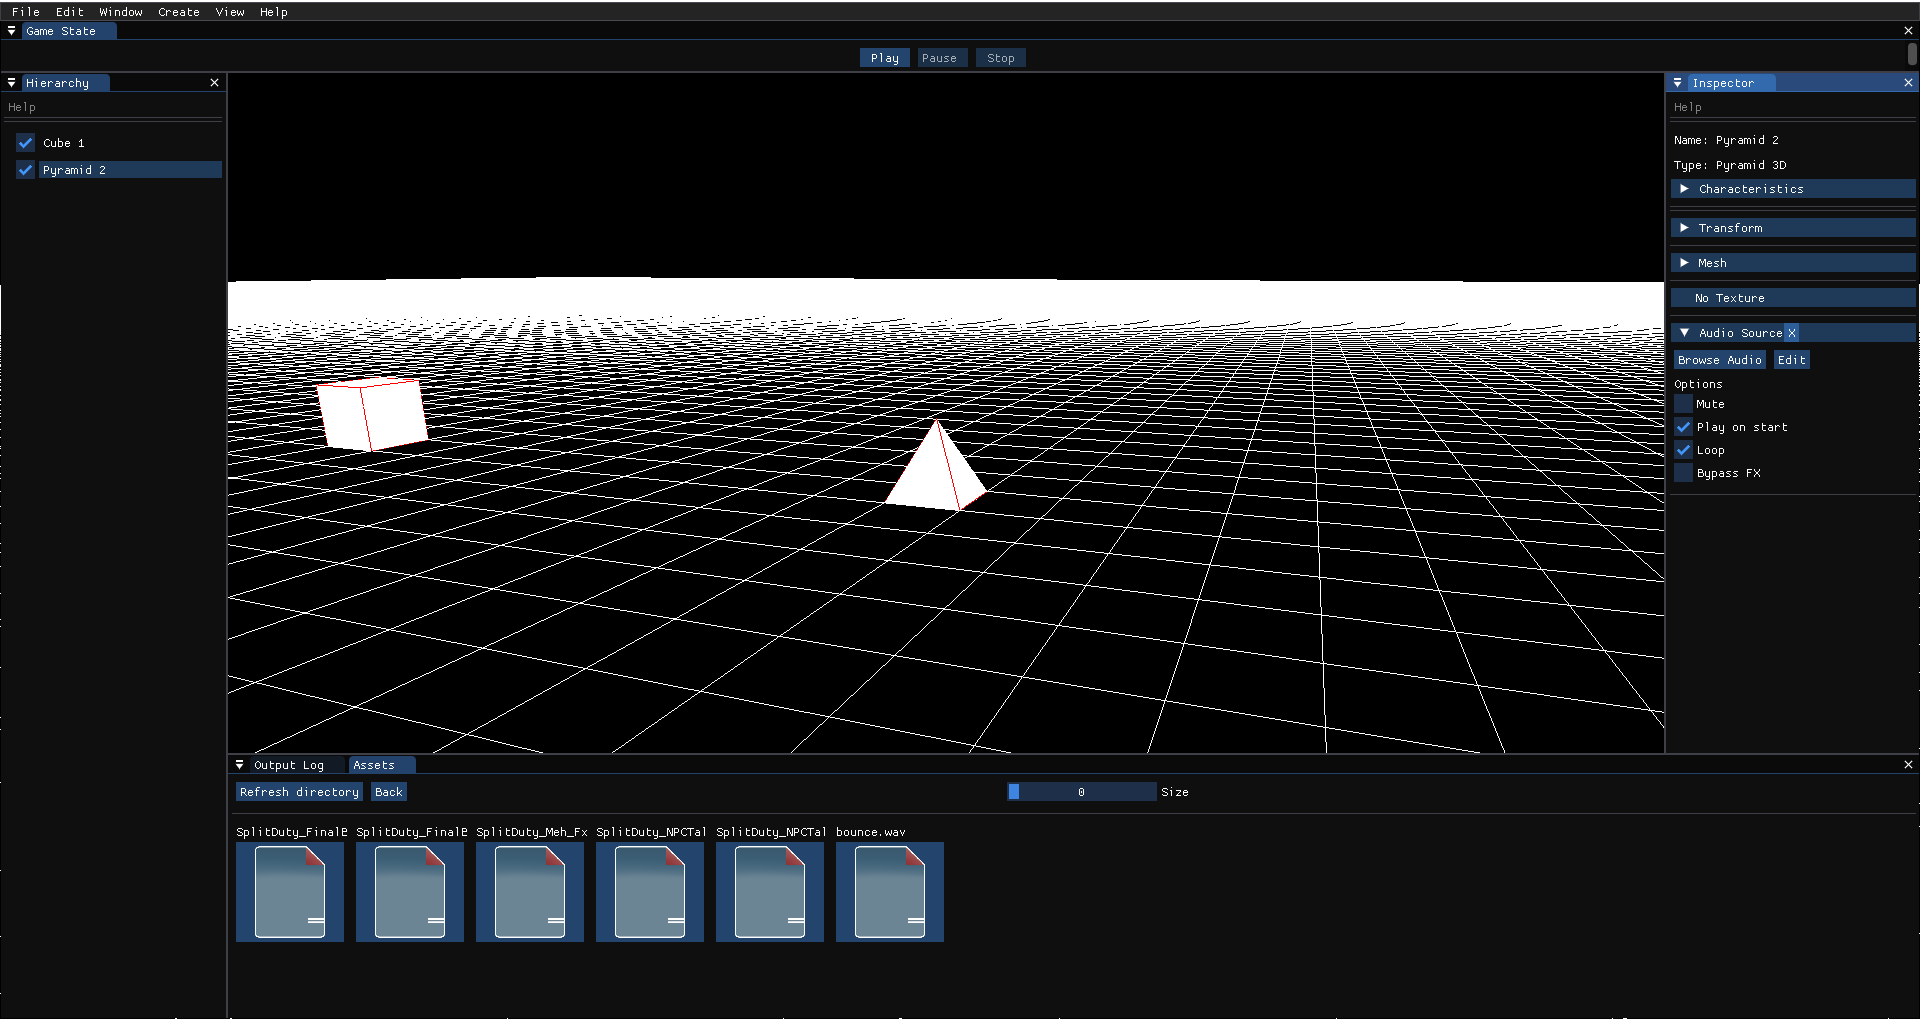 File Edit Window Create View Help
Game State
Play Pause Stop
Hierarchy
Help
Cube 1
Pyramid 2
Inspector
Help
Name: Pyramid 2
Type: Pyramid 3D
Characteristics
Transform
Mesh
No Texture
Audio Source X
Browse Audio Edit
Options
Mute
Play on start
Loop
Bypass FX
Output Log Assets
Refresh directory Back 0 Size
SplitDuty_FinalE SplitDuty_FinalE SplitDuty_Meh_Fx SplitDuty_NPCTal SplitDuty_NPCTal bounce.wav